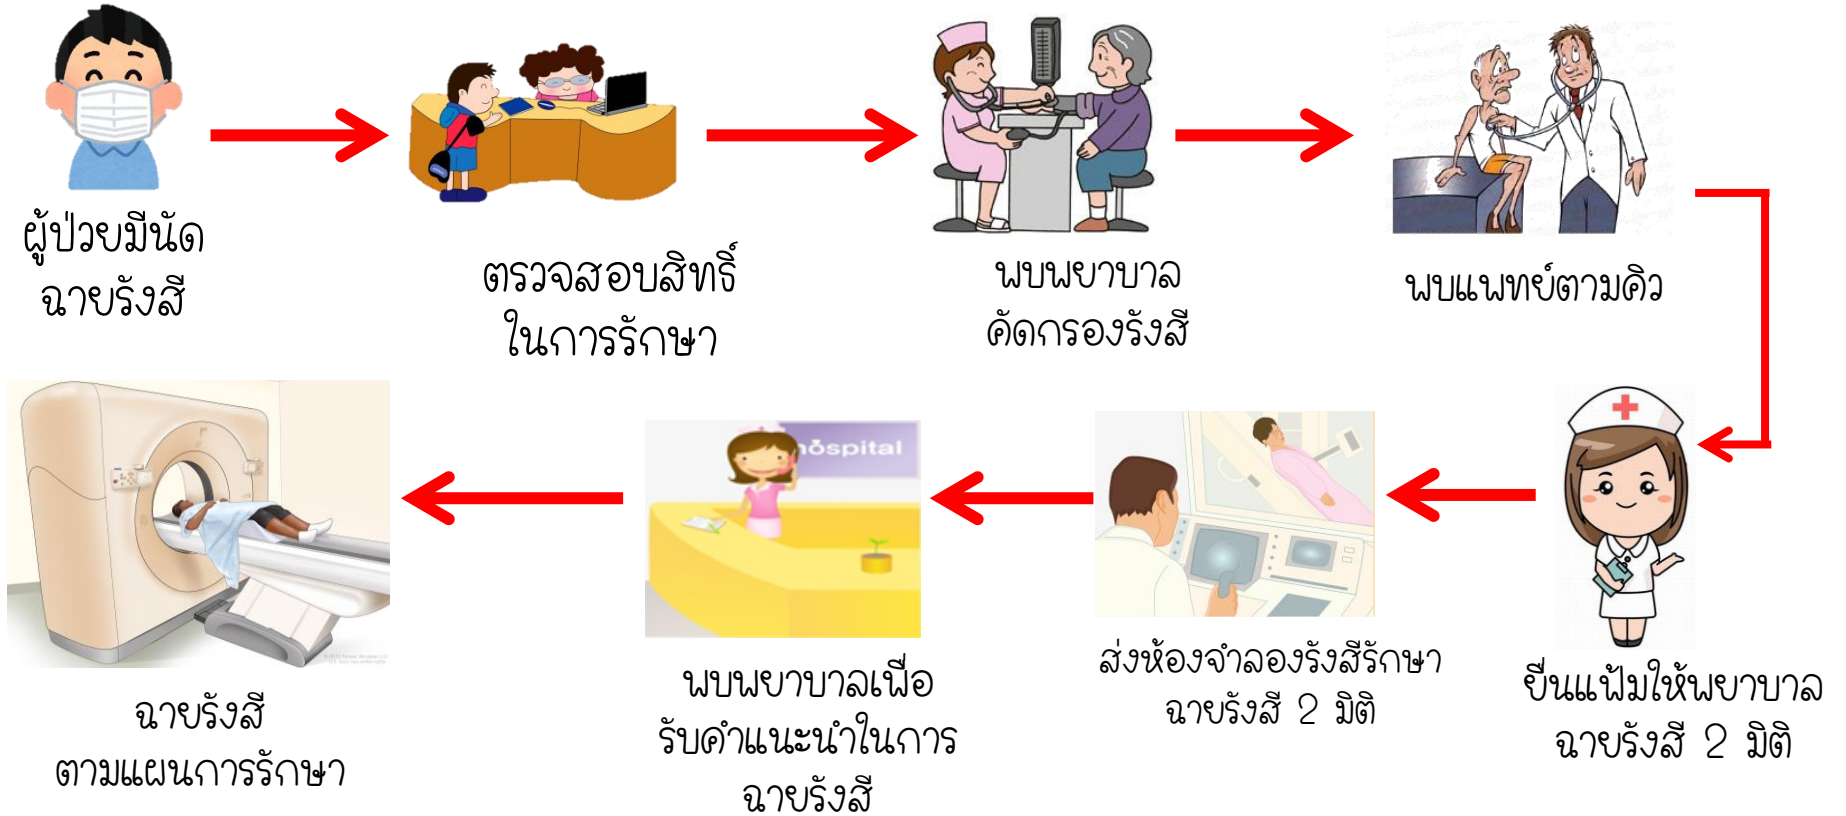 ผู้ป่วยมีนัด
ฉายรังสี
ตรวจสอบสิทธิ์
ในการรักษา
พบพยาบาล
คัดกรองรังสี
พบแพทย์ตามคิว
ยื่นแฟ้มให้พยาบาล
ฉายรังสี 2 มิติ
ส่งห้องจำลองรังสีรักษา
ฉายรังสี 2 มิติ
hospital
พบพยาบาลเพื่อ
รับคำแนะนำในการ
ฉายรังสี
ฉายรังสี
ตามแผนการรักษา